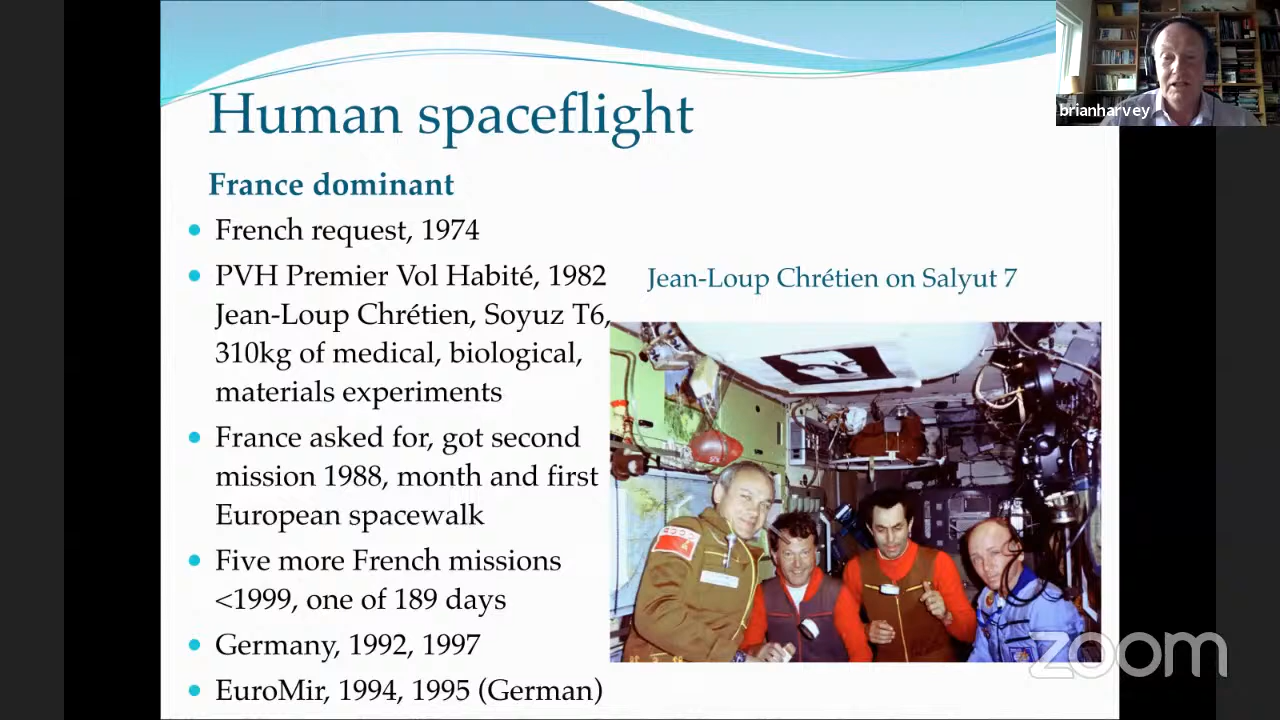 Human spaceflight
France dominant
French request, 1974
PVH Premier Vol Habité, 1982
Jean-Loup Chrétien, Soyuz T6,
310kg of medical, biological,
materials experiments
France asked for, got second
mission 1988, month and first
European spacewalk
Five more French missions
<1999, one of 189 days
Germany, 1992, 1997
EuroMir, 1994, 1995 (German)
Jean-Loup Chrétien on Salyut 7
brianharvey
zoom